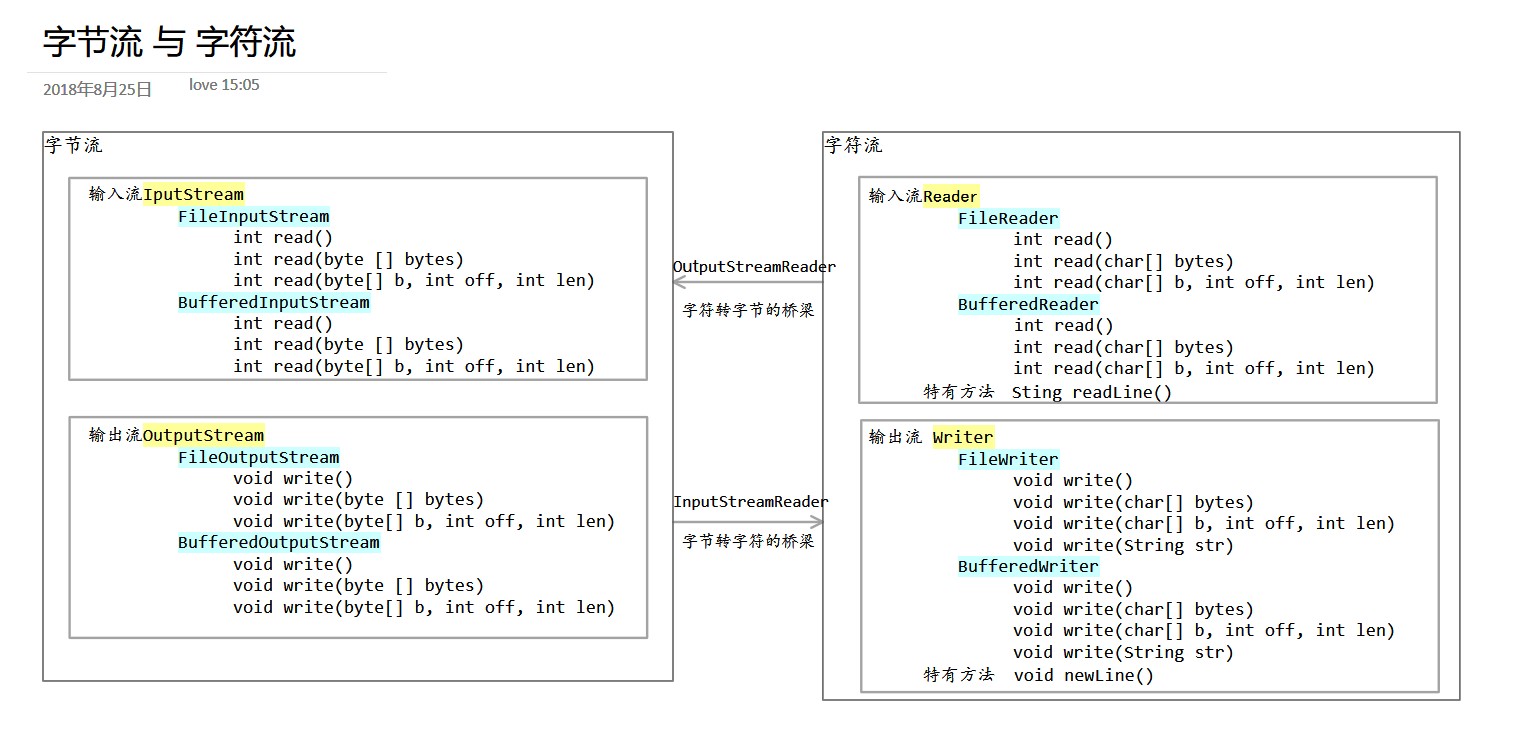 字节流 与 字符流
2018年8月25日 love 15:05
字节流
输入流IputStream
FileInputStream
int read()
int read(byte [] bytes)
int read(byte[] b, int off, int len)
BufferedInputStream
int read()
int read(byte [] bytes)
int read(byte[] b, int off, int len)
输出流OutputStream
FileOutputStream
void write()
void write(byte [] bytes)
void write(byte[] b, int off, int len)
BufferedOutputStream
void write()
void write(byte [] bytes)
void write(byte[] b, int off, int len)
OutputStreamReader
字符转字节的桥梁
InputStreamReader
字节转字符的桥梁
字符流
输入流Reader
FileReader
int read()
int read(char[] bytes)
int read(char[] b, int off, int len)
BufferedReader
int read()
int read(char[] bytes)
int read(char[] b, int off, int len)
特有方法 Sting readLine()
输出流 Writer
FileWriter
void write()
void write(char[] bytes)
void write(char[] b, int off, int len)
void write(String str)
BufferedWriter
void write()
void write(char[] bytes)
void write(char[] b, int off, int len)
void write(String str)
特有方法 void newLine()